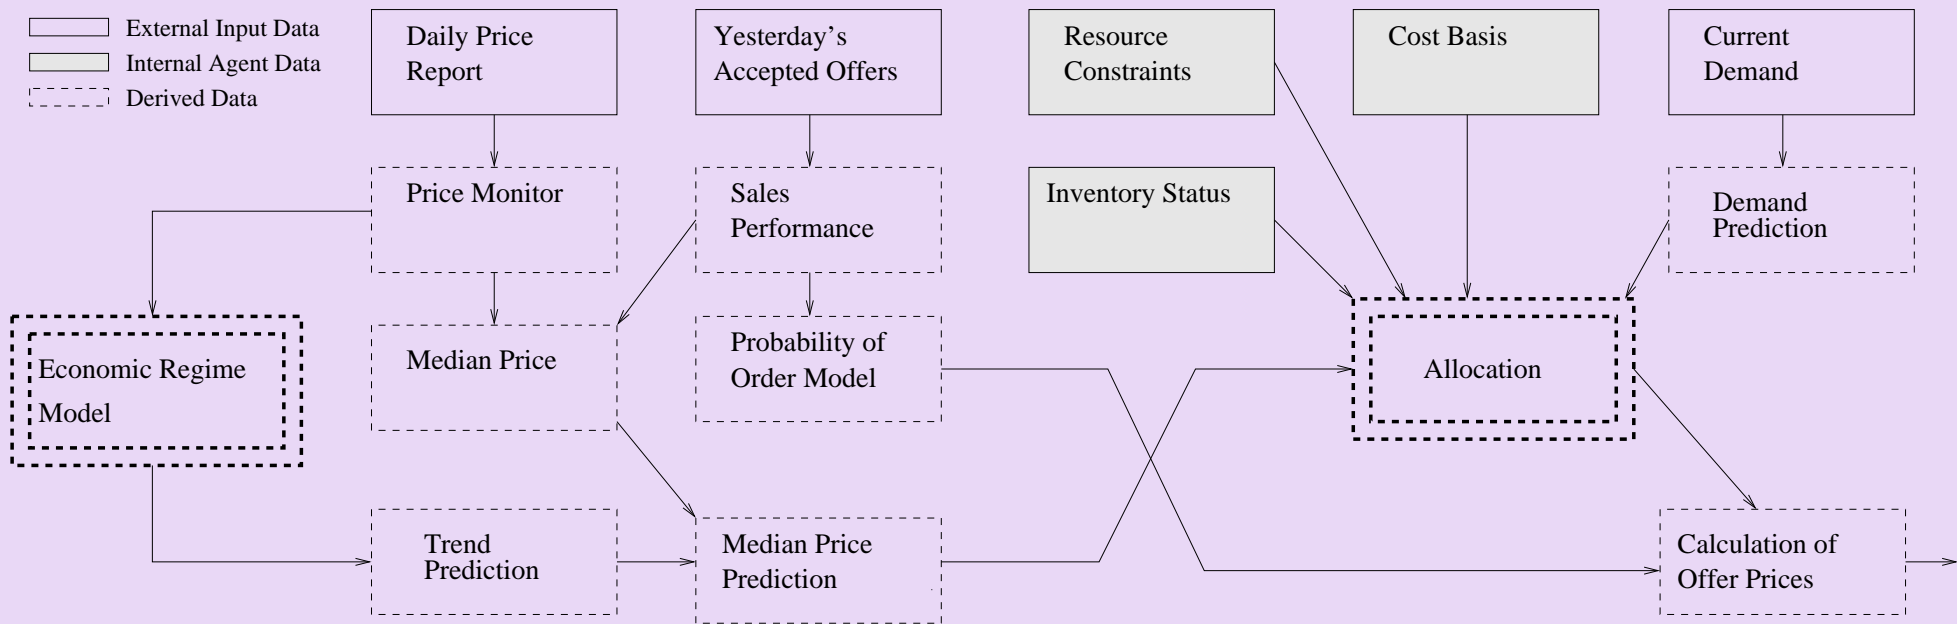 External Input Data
Internal Agent Data
Derived Data
Daily Price
Report
Yesterday's
Accepted Offers
Resource
Constraints
Cost Basis
Current
Demand
Price Monitor
Sales
Performance
Inventory Status
Demand
Prediction
Economic Regime
Model
Median Price
Probability of
Order Model
Allocation
Trend
Prediction
Median Price
Prediction
Calculation of
Offer Prices